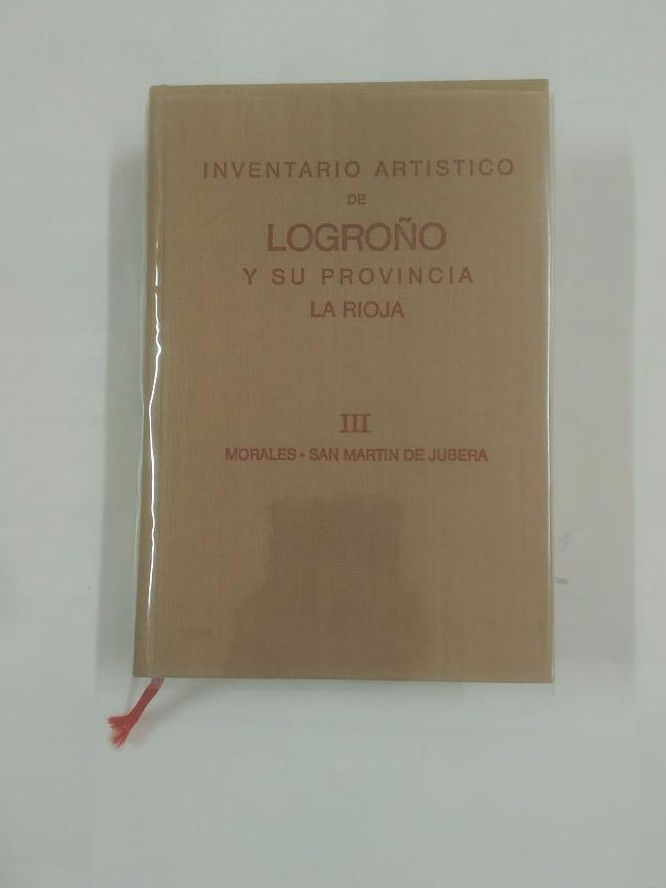 INVENTARIO ARTISTICO
DE
LOGROÑO
Y SU PROVINCIA
LA RIOJA
III
MORALES - SAN MARTIN DE JUBERA